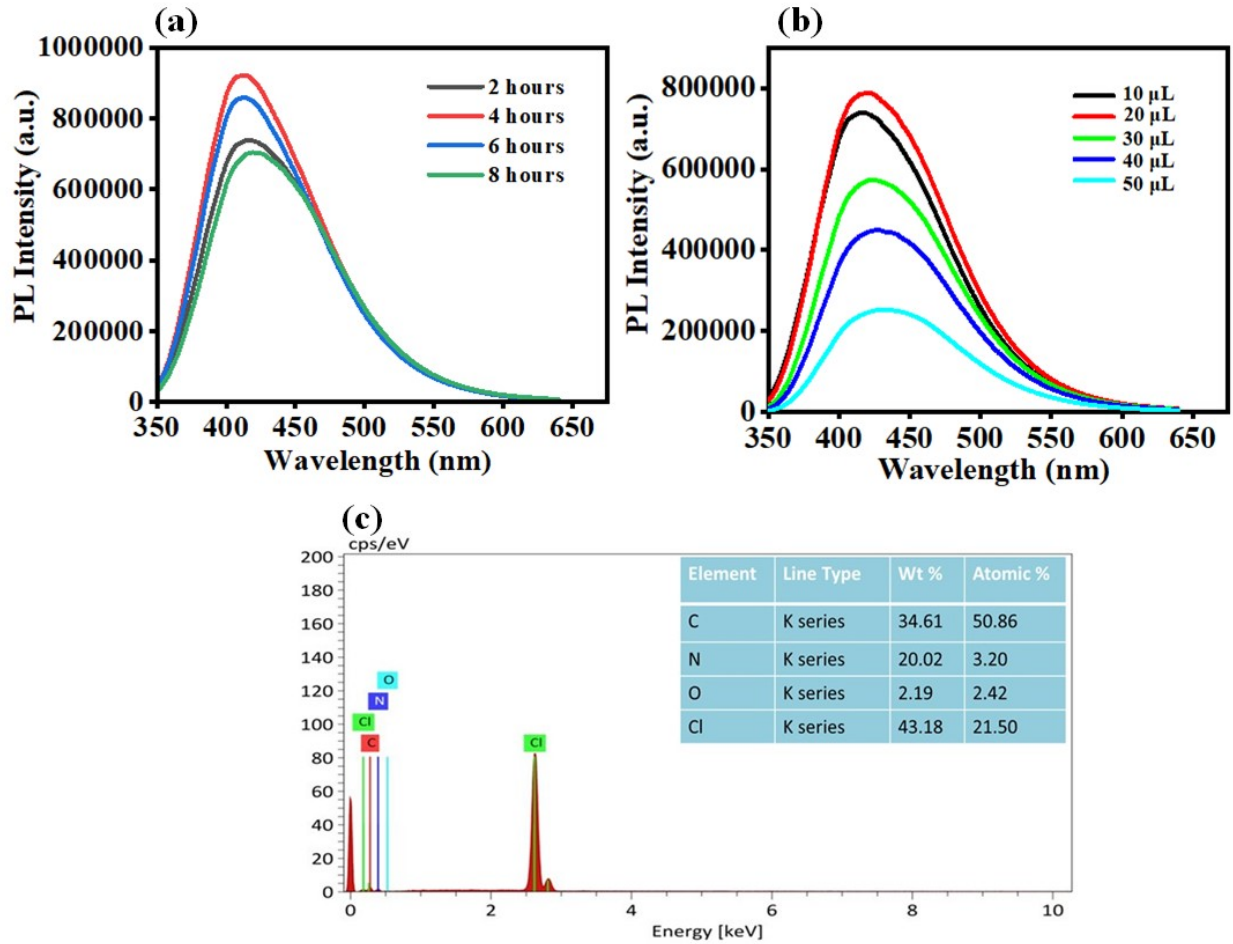 (a)
1000000
800000
600000
400000
200000
0
350 400 450 500 550 600 650
PL Intensity (a.u.)
Wavelength (nm)
2 hours
4 hours
6 hours
8 hours
(b)
800000
600000
400000
200000
0
350 400 450 500 550 600 650
PL Intensity (a.u.)
Wavelength (nm)
10 µL
20 µL
30 µL
40 µL
50 µL
(c)
cps/eV
200
180
160
140
120
100
80
60
40
20
0
0 2 4 6 8 10
Energy [keV]
O
N
Cl
C
Cl
Element Line Type Wt % Atomic %
C K series 34.61 50.86
N K series 20.02 3.20
O K series 2.19 2.42
Cl K series 43.18 21.50